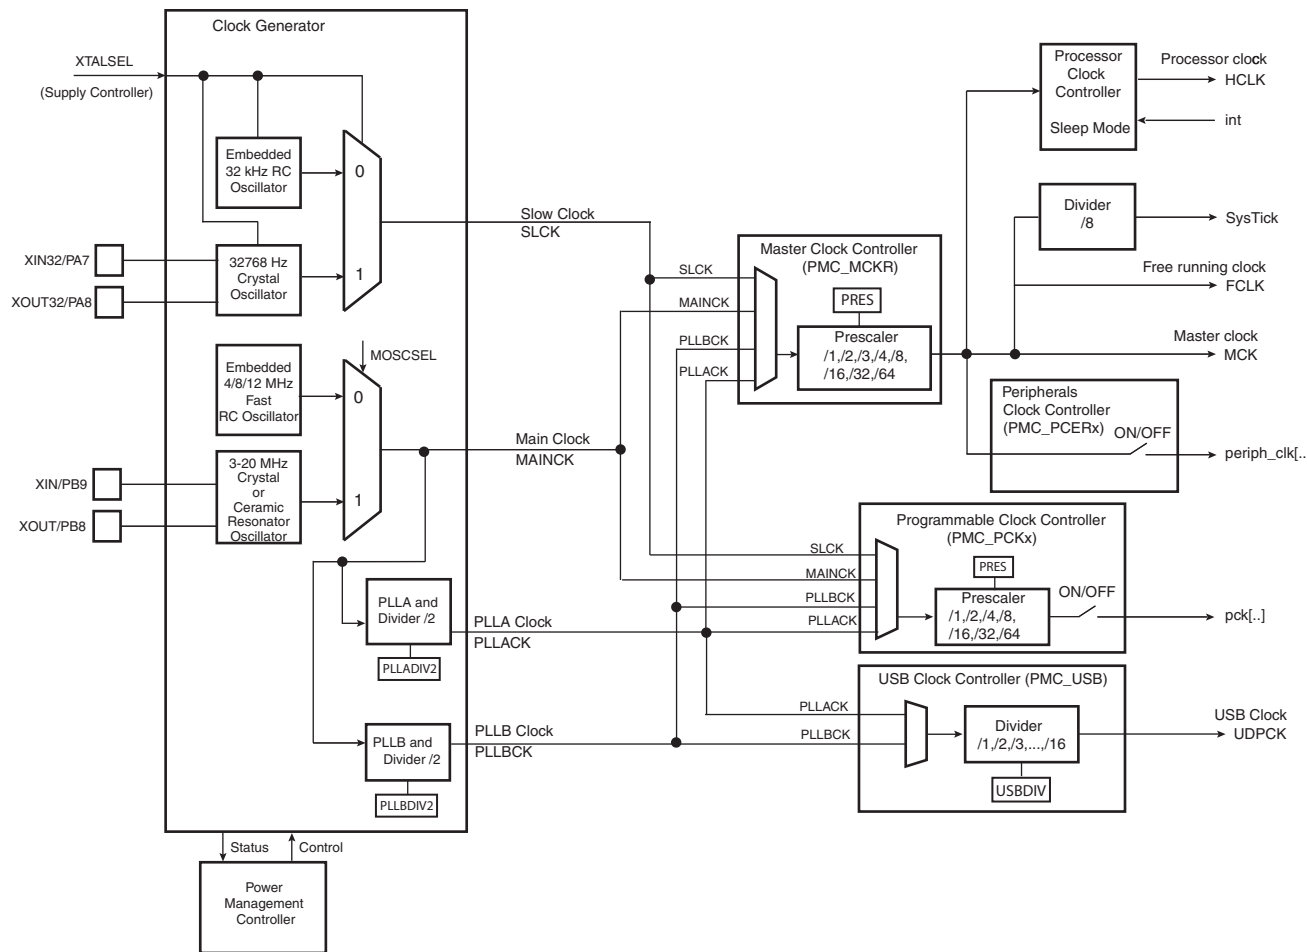 Clock Generator
XTALSEL
(Supply Controller)
Embedded
32 kHz RC
Oscillator
0
XIN32/PA7
XOUT32/PA8
32768 Hz
Crystal
Oscillator
1
Slow Clock
SLCK
Embedded
4/8/12 MHz
Fast
RC Oscillator
MOSCSEL
0
XIN/PB9
XOUT/PB8
3-20 MHz
Crystal
or
Ceramic
Resonator
Oscillator
1
Main Clock
MAINCK
PLLA and
Divider /2
PLLADIV2
PLLA Clock
PLLACK
PLLB and
Divider /2
PLLBDIV2
PLLB Clock
PLLBCK
Status
Control
Power
Management
Controller
Master Clock Controller
(PMC_MCKR)
SLCK
MAINCK
PLLBCK
PLLACK
PRES
Prescaler
/1,/2,/3,/4,/8,
/16,/32,/64
Processor
Clock
Controller
Sleep Mode
Processor clock
HCLK
int
Divider
/8
SysTick
Free running clock
FCLK
Master clock
MCK
Peripherals
Clock Controller
(PMC_PCERx)
ON/OFF
periph_clk[..
Programmable Clock Controller
(PMC_PCKx)
SLCK
MAINCK
PLLBCK
PLLACK
PRES
Prescaler
/1,/2,/4,/8,
/16,/32,/64
ON/OFF
pck[..]
USB Clock Controller (PMC_USB)
PLLACK
PLLBCK
Divider
/1,/2,/3,...,/16
USBDIV
USB Clock
UDPCK